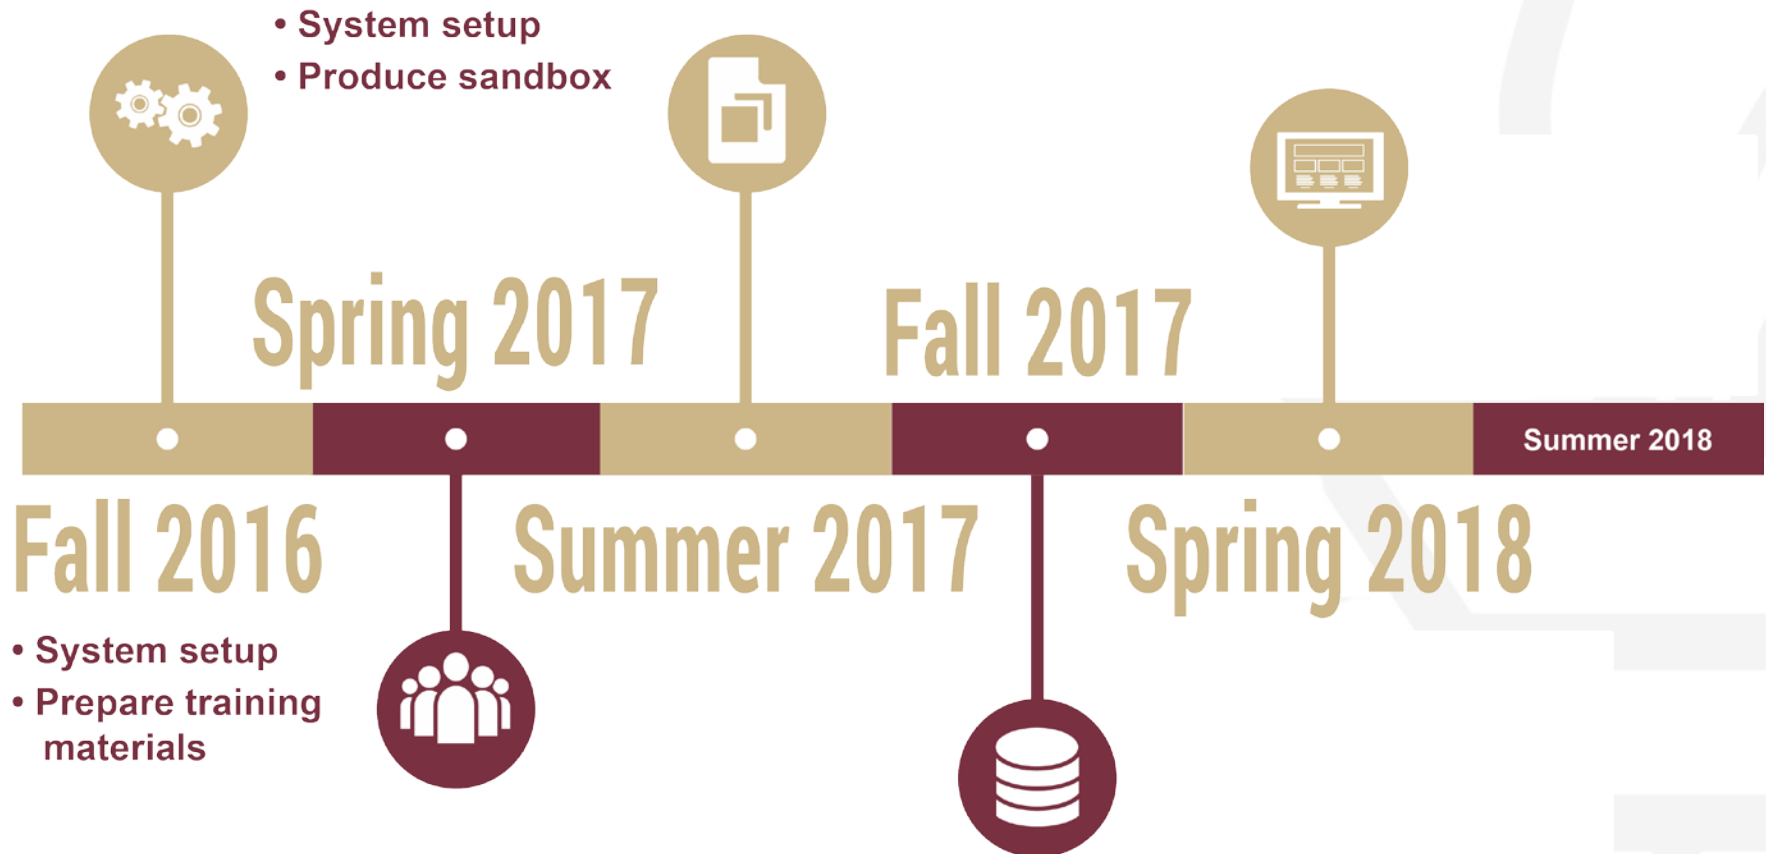 • System setup
• Produce sandbox
Spring 2017
Fall 2017
Summer 2018
Fall 2016
Summer 2017
Spring 2018
• System setup
• Prepare training
materials